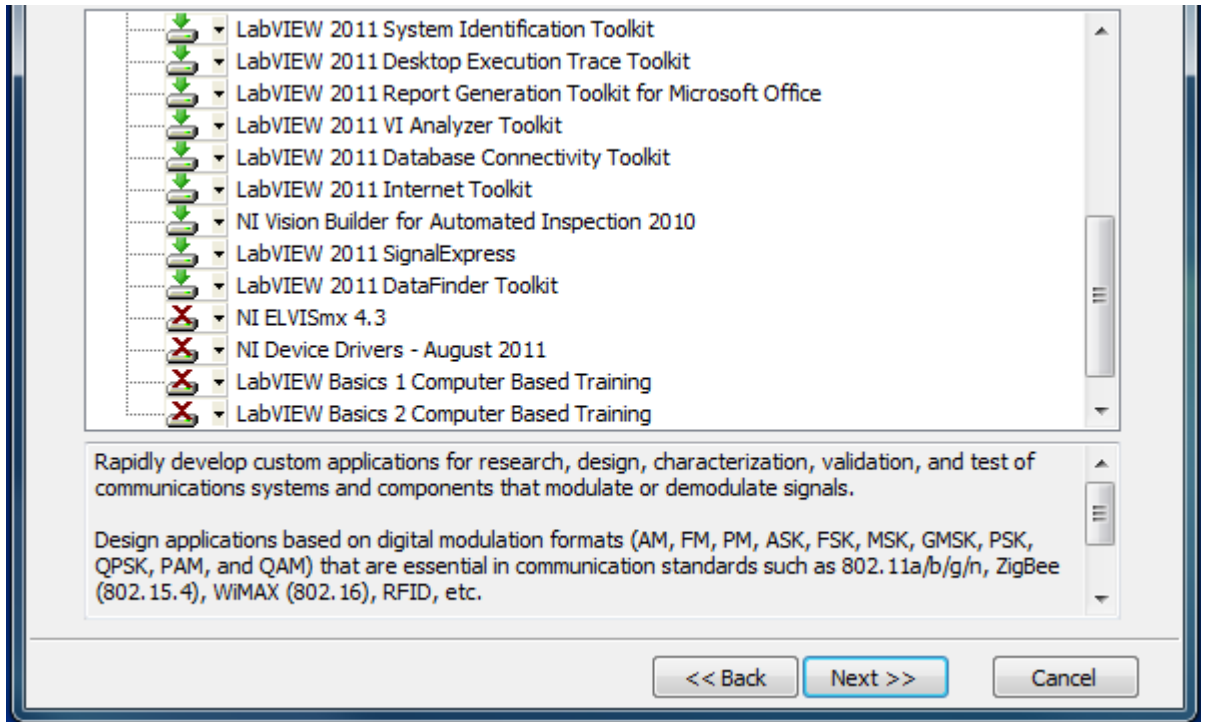 LabVIEW 2011 System Identification Toolkit
LabVIEW 2011 Desktop Execution Trace Toolkit
LabVIEW 2011 Report Generation Toolkit for Microsoft Office
LabVIEW 2011 VI Analyzer Toolkit
LabVIEW 2011 Database Connectivity Toolkit
LabVIEW 2011 Internet Toolkit
NI Vision Builder for Automated Inspection 2010
LabVIEW 2011 SignalExpress
LabVIEW 2011 DataFinder Toolkit
NI ELVISmx 4.3
NI Device Drivers - August 2011
LabVIEW Basics 1 Computer Based Training
LabVIEW Basics 2 Computer Based Training
Rapidly develop custom applications for research, design, characterization, validation, and test of
communications systems and components that modulate or demodulate signals.
Design applications based on digital modulation formats (AM, FM, PM, ASK, FSK, MSK, GMSK, PSK,
QPSK, PAM, and QAM) that are essential in communication standards such as 802.11a/b/g/n, ZigBee
(802.15.4), WiMAX (802.16), RFID, etc.
<< Back Next >> Cancel